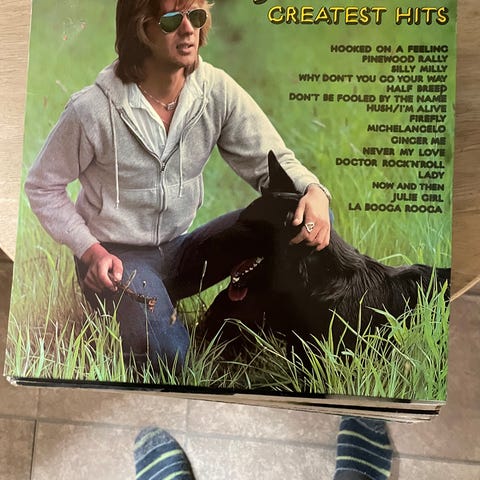 GREATEST HITS
HOOKED ON A FEELING
PINEWOOD RALLY
SILLY MILLY
WHY DON'T YOU GO YOUR WAY
HALF BREED
DON'T BE FOOLED BY THE NAME
HUSH/I'M ALIVE
FIREFLY
MICHELANGELO
GINGER ME
NEVER MY LOVE
DOCTOR ROCK'N'ROLL
LADY
NOW AND THEN
JULIE GIRL
LA BOOGA ROOGA